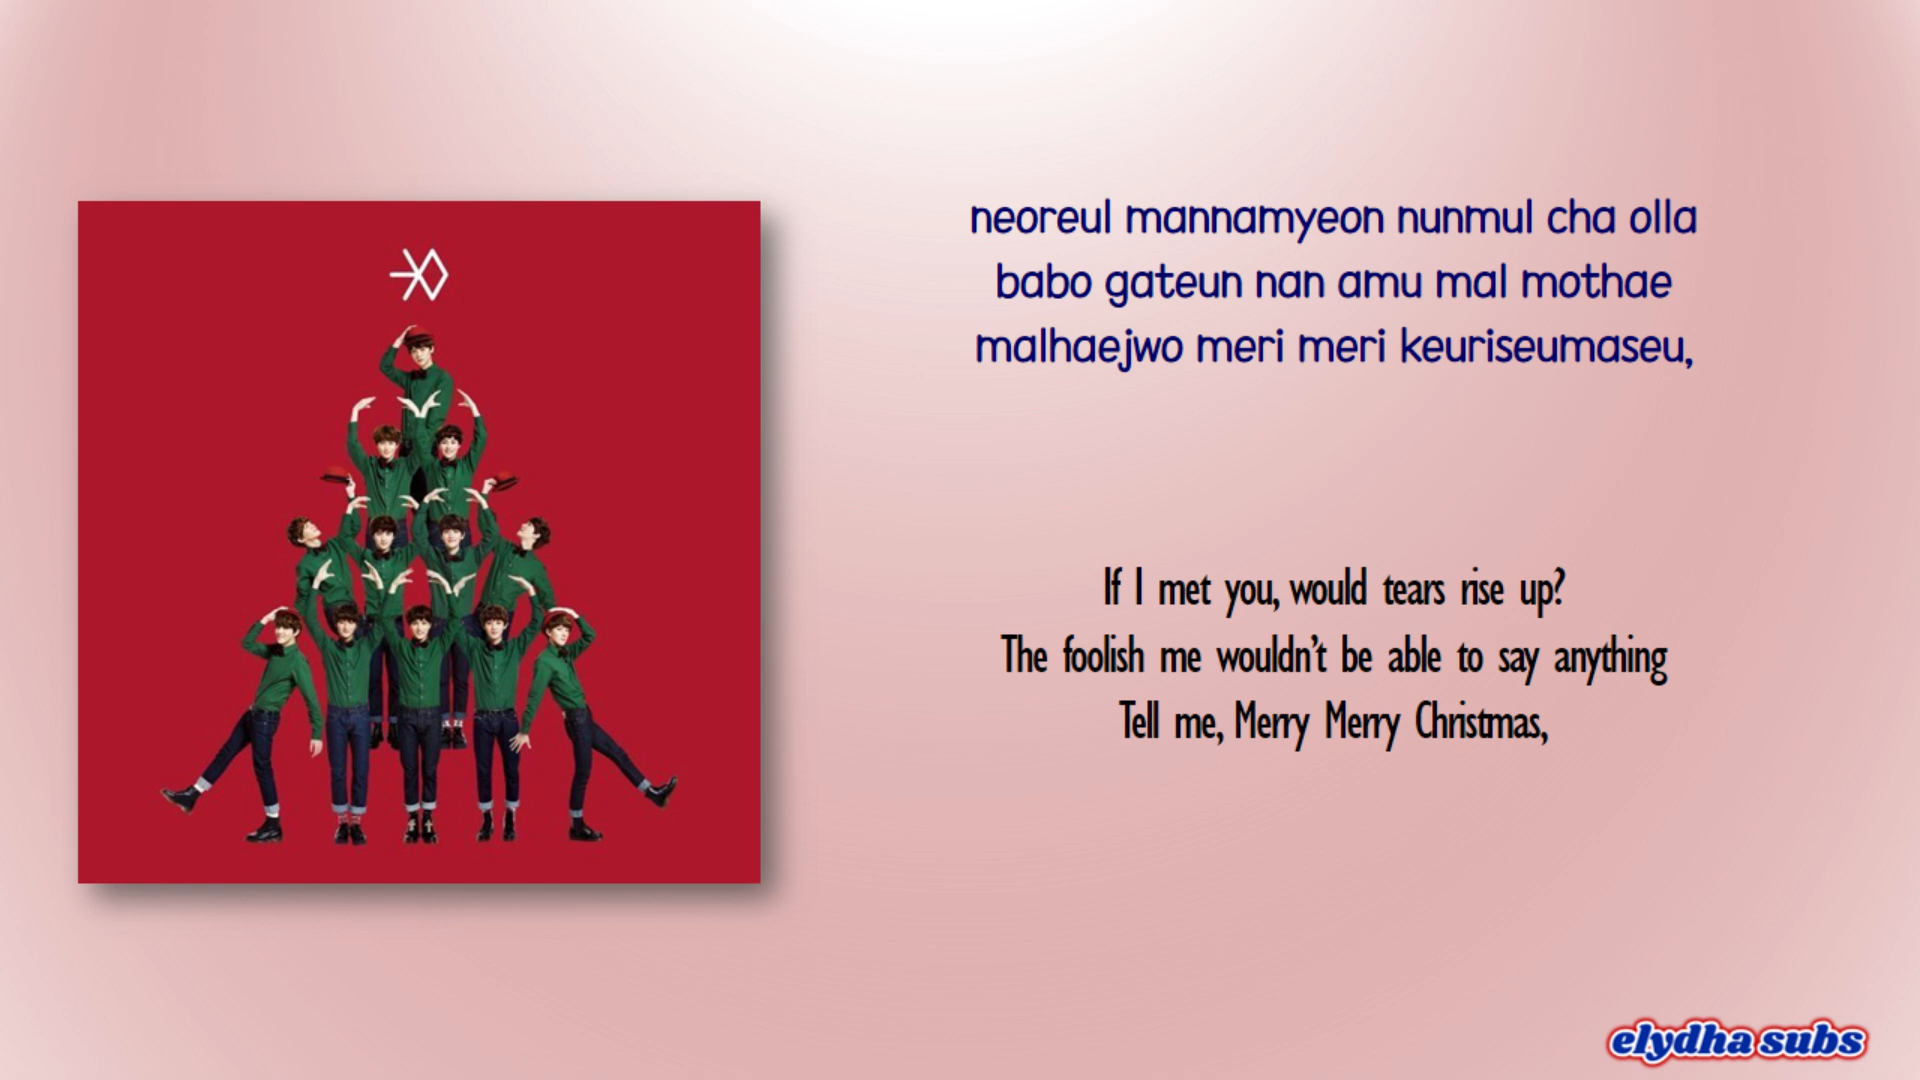 neoreul mannamyeon nunmul cha olla
babo gateun nan amu mal mothae
malhaejwo meri meri keuriseumaseu,
If I met you, would tears rise up?
The foolish me wouldn't be able to say anything
Tell me, Merry Merry Christmas,
elydha subs